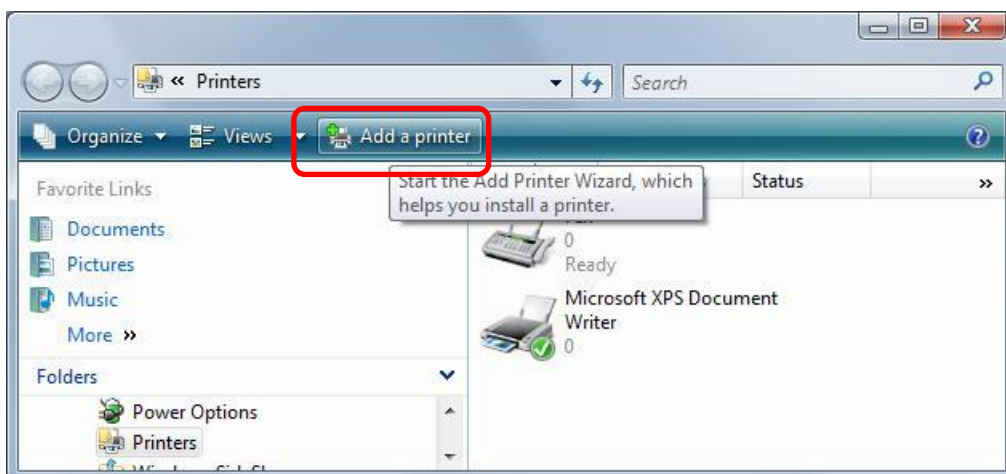 « Printers
Search
Organize Views Add a printer
Start the Add Printer Wizard, which
helps you install a printer.
Status
»
Favorite Links
Documents
Pictures
Music
More »
0
Ready
Microsoft XPS Document
Writer
0
Folders
Power Options
Printers